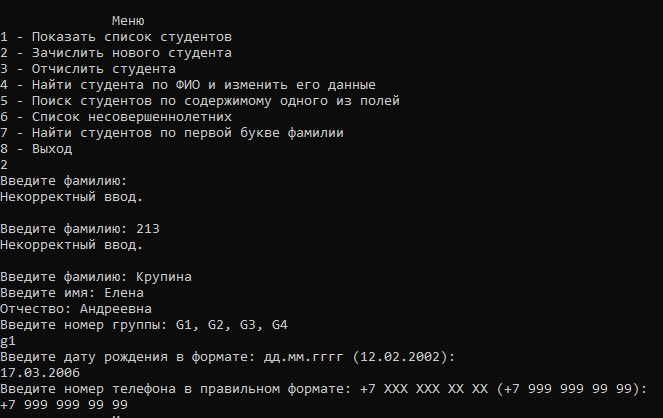 Меню
1 - Показать список студентов
2 - Зачислить нового студента
3 - Отчислить студента
4 - Найти студента по ФИО и изменить его данные
5 - Поиск студентов по содержимому одного из полей
6 - Список несовершеннолетних
7 - Найти студентов по первой букве фамилии
8 - Выход
2
Введите фамилию:
Некорректный ввод.
Введите фамилию: 213
Некорректный ввод.
Введите фамилию: Крупина
Введите имя: Елена
Отчество: Андреевна
Введите номер группы: G1, G2, G3, G4
g1
Введите дату рождения в формате: дд.мм.гггг (12.02.2002):
17.03.2006
Введите номер телефона в правильном формате: +7 XXX XXX XX XX (+7 999 999 99 99):
+7 999 999 99 99